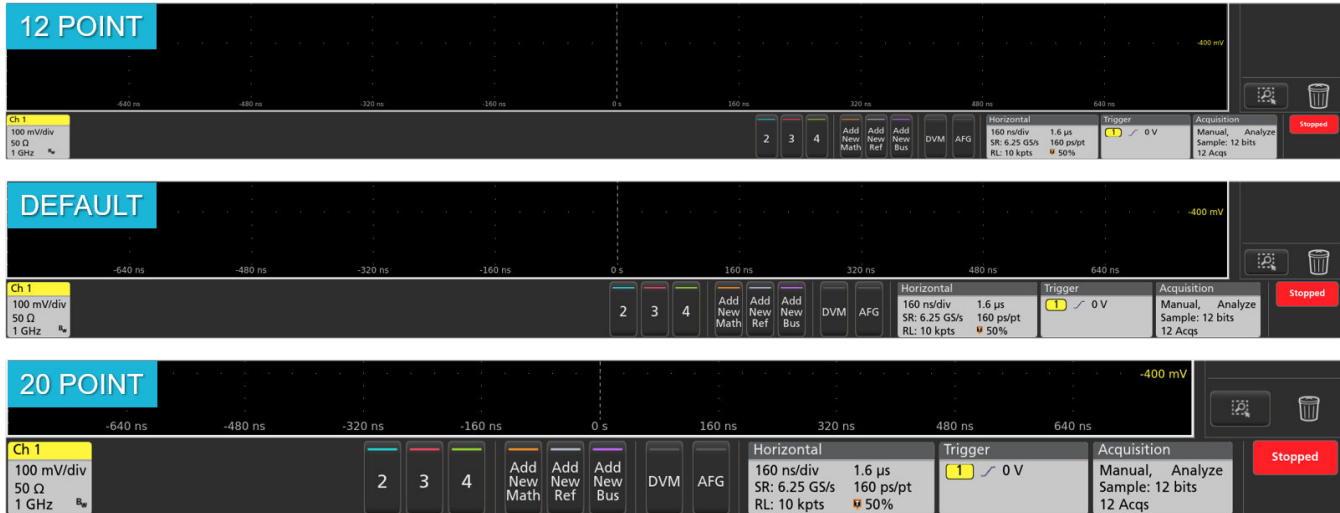 12 POINT
-400 mV
-640 ns -480 ns -320 ns -160 ns 0 s 160 ns 320 ns 480 ns 640 ns
Ch 1
100 mV/div
50 Ω
1 GHz Bw
2 3 4
Add New Math
Add New Ref
Add New Bus
DVM AFG
Horizontal
160 ns/div 1.6 µs
SR: 6.25 GS/s 160 ps/pt
RL: 10 kpts 50%
Trigger
1 0 V
Acquisition
Manual, Analyze
Sample: 12 bits
12 Acqs
Stopped
DEFAULT
-400 mV
-640 ns -480 ns -320 ns -160 ns 0 s 160 ns 320 ns 480 ns 640 ns
Ch 1
100 mV/div
50 Ω
1 GHz Bw
2 3 4
Add New Math
Add New Ref
Add New Bus
DVM AFG
Horizontal
160 ns/div 1.6 µs
SR: 6.25 GS/s 160 ps/pt
RL: 10 kpts 50%
Trigger
1 0 V
Acquisition
Manual, Analyze
Sample: 12 bits
12 Acqs
Stopped
20 POINT
-400 mV
-640 ns -480 ns -320 ns -160 ns 0 s 160 ns 320 ns 480 ns 640 ns
Ch 1
100 mV/div
50 Ω
1 GHz Bw
2 3 4
Add New Math
Add New Ref
Add New Bus
DVM AFG
Horizontal
160 ns/div 1.6 µs
SR: 6.25 GS/s 160 ps/pt
RL: 10 kpts 50%
Trigger
1 0 V
Acquisition
Manual, Analyze
Sample: 12 bits
12 Acqs
Stopped